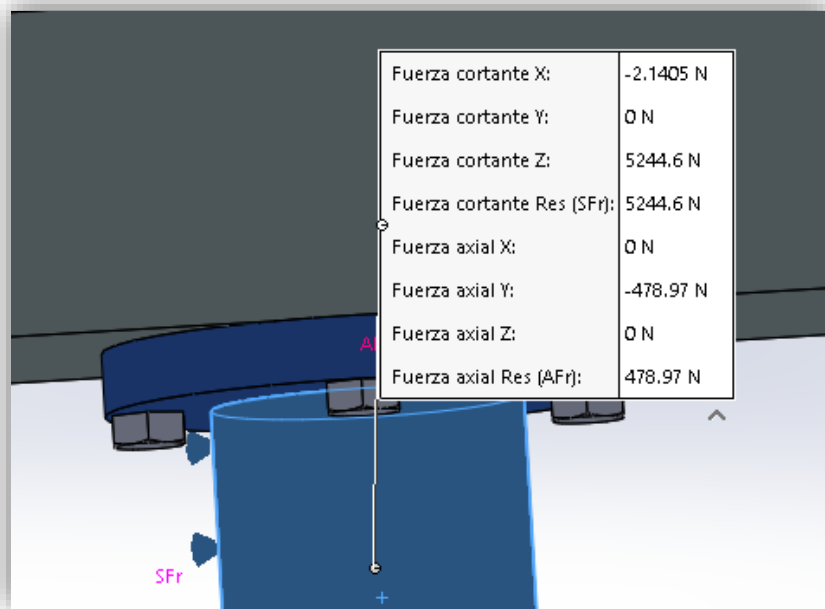 Fuerza cortante X: -2.1405 N
Fuerza cortante Y: 0 N
Fuerza cortante Z: 5244.6 N
Fuerza cortante Res (SFr): 5244.6 N
Fuerza axial X: 0 N
Fuerza axial Y: -478.97 N
Fuerza axial Z: 0 N
Fuerza axial Res (AFr): 478.97 N
SFr